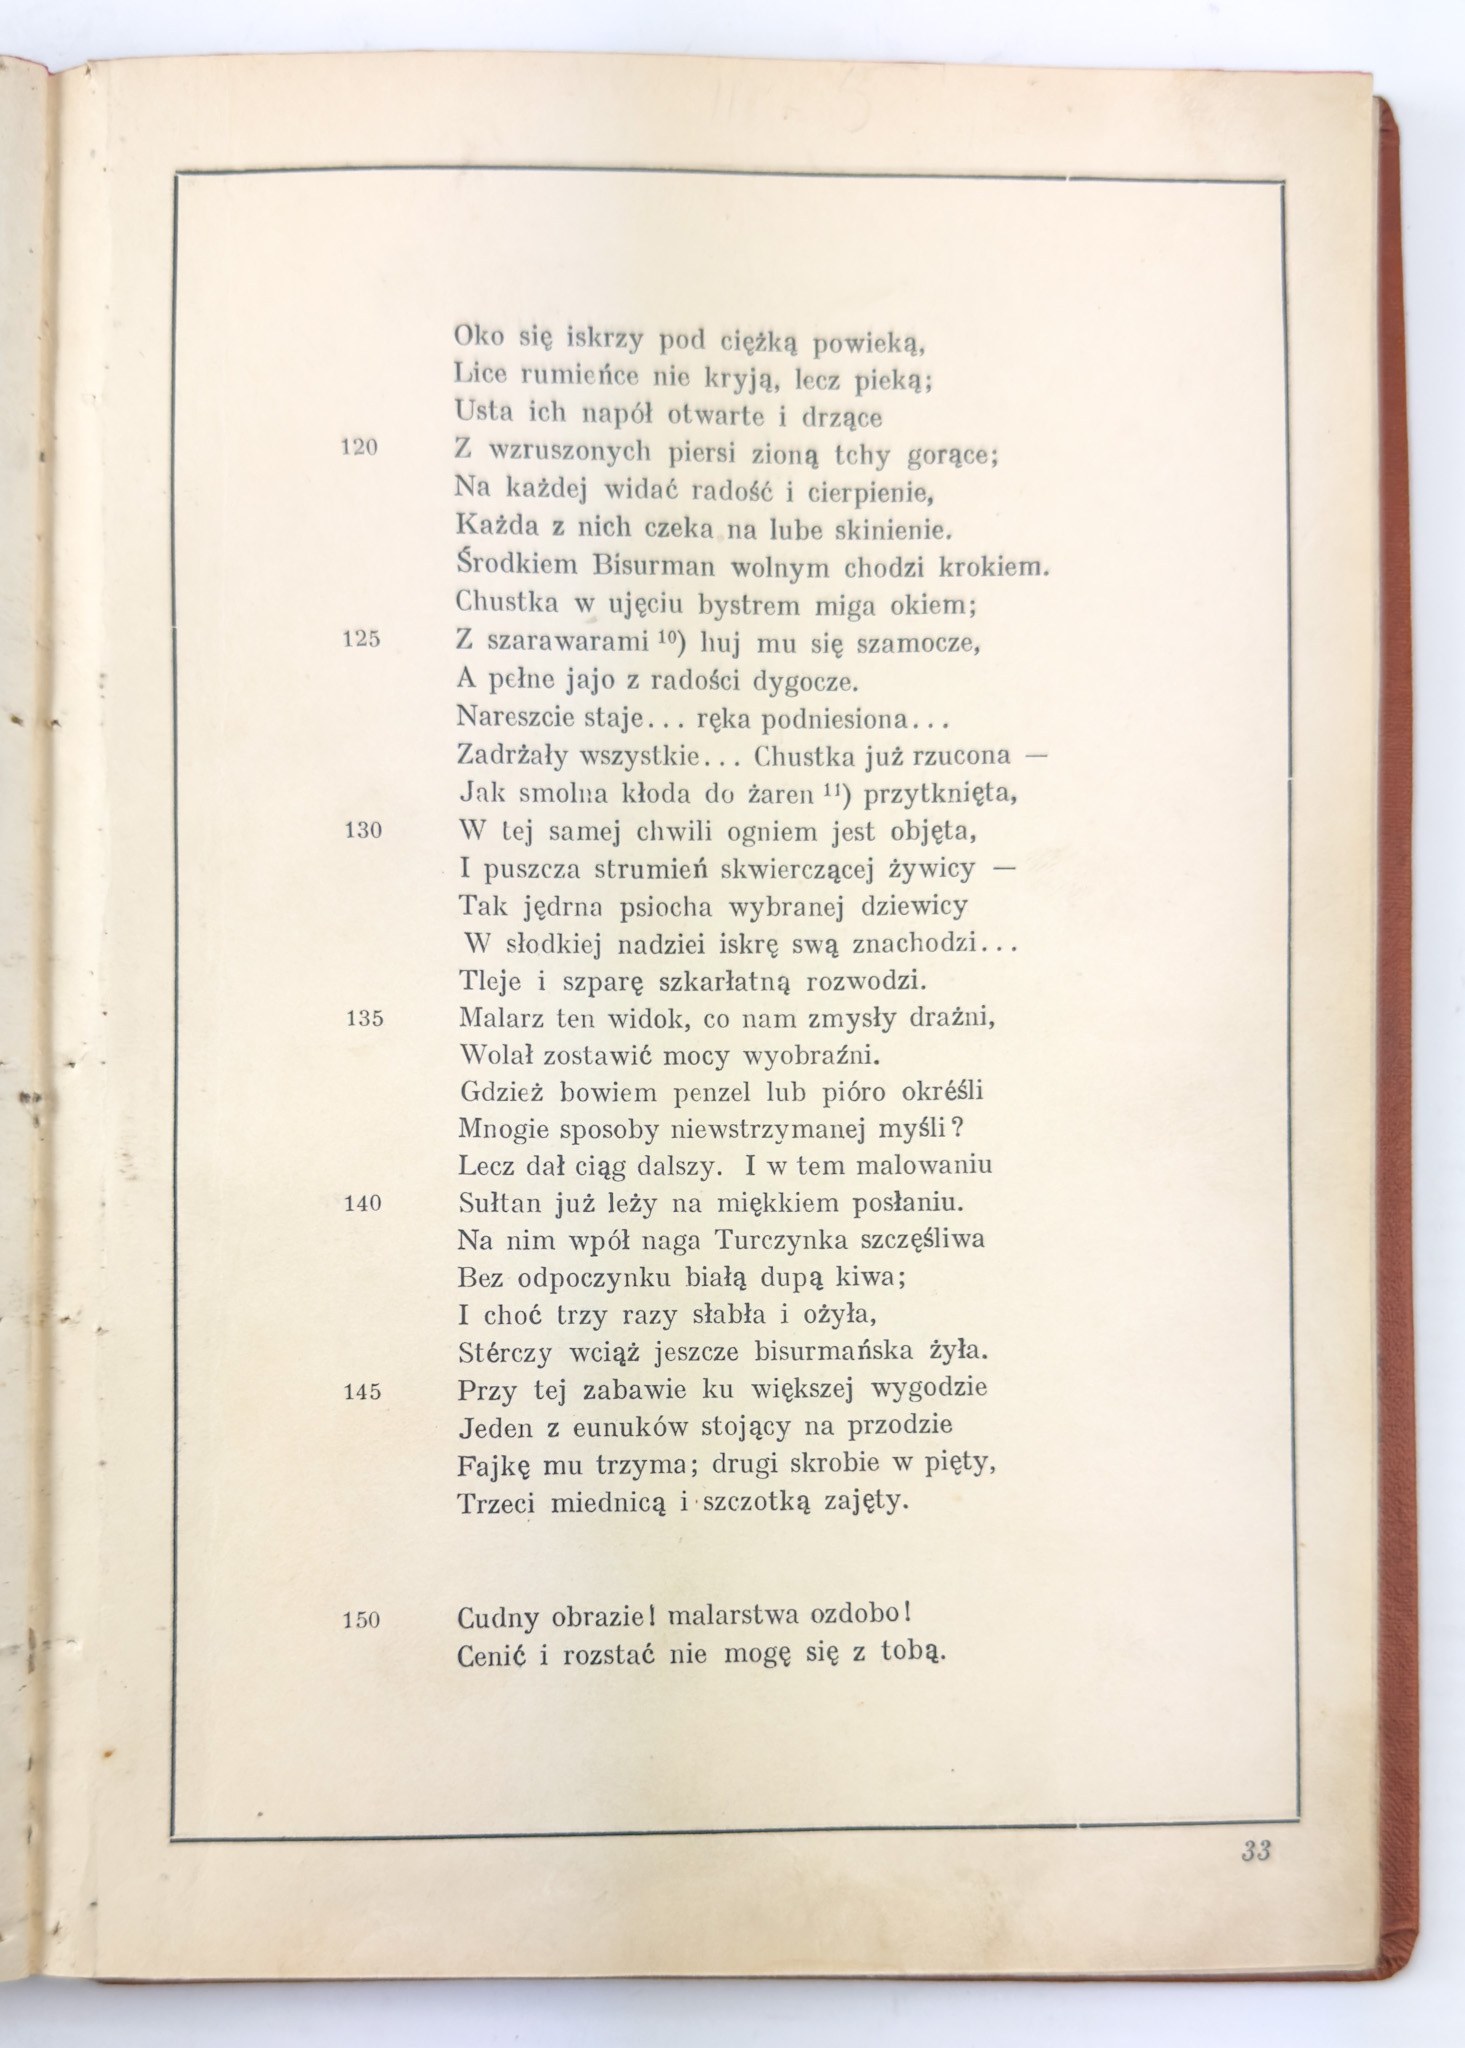 Oko się iskrzy pod ciężką powieką,
Lice rumieńce nie kryją, lecz pieką;
Usta ich napół otwarte i drzące
120 Z wzruszonych piersi zioną tchy gorące;
Na każdej widać radość i cierpienie,
Każda z nich czeka na lube skinienie.
Środkiem Bisurman wolnym chodzi krokiem.
Chustka w ujęciu bystrem miga okiem;
125 Z szarawarami ¹⁰) huj mu się szamocze,
A pełne jajo z radości dygocze.
Nareszcie staje... ręka podniesiona...
Zadrżały wszystkie... Chustka już rzucona —
Jak smolna kłoda do żaren ¹¹) przytknięta,
130 W tej samej chwili ogniem jest objęta,
I puszcza strumień skwierczącej żywicy —
Tak jędrna psiocha wybranej dziewicy
W słodkiej nadziei iskrę swą znachodzi...
Tleje i szparę szkarłatną rozwodzi.
135 Malarz ten widok, co nam zmysły drażni,
Wolał zostawić mocy wyobraźni.
Gdzież bowiem penzel lub pióro okréśli
Mnogie sposoby niewstrzymanej myśli?
Lecz dał ciąg dalszy. I w tem malowaniu
140 Sułtan już leży na miękkiem posłaniu.
Na nim wpół naga Turczynka szczęśliwa
Bez odpoczynku białą dupą kiwa;
I choć trzy razy słabła i ożyła,
Stérczy wciąż jeszcze bisurmańska żyła.
145 Przy tej zabawie ku większej wygodzie
Jeden z eunuków stojący na przodzie
Fajkę mu trzyma; drugi skrobie w pięty,
Trzeci miednicą i szczotką zajęty.
150 Cudny obrazie! malarstwa ozdobo!
Cenić i rozstać nie mogę się z tobą.
33